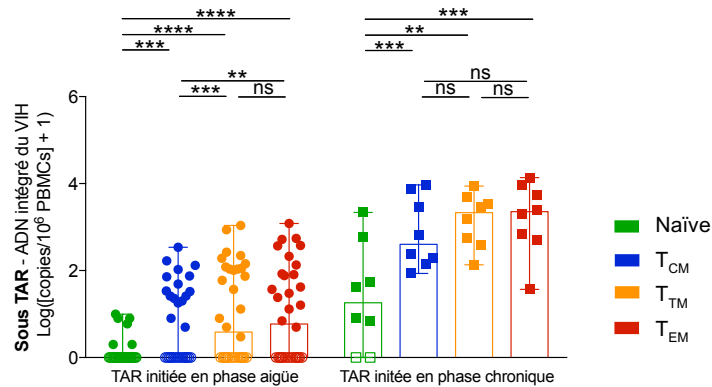 **** ***
**** **
*** ***
** ns
*** ns ns ns
6
4
2
0
Sous TAR - ADN intégré du VIH
Log([copies/10⁶ PBMCs] + 1)
TAR initiée en phase aigüe TAR initée en phase chronique
Naïve
T_CM
T_TM
T_EM